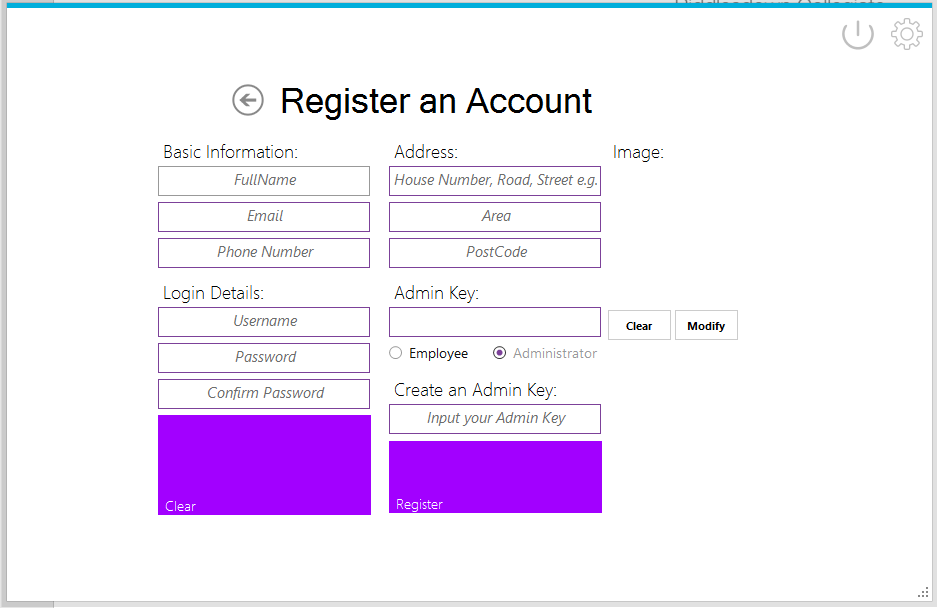 Register an Account
Basic Information:
Address:
Image:
FullName
House Number, Road, Street e.g.
Email
Area
Phone Number
PostCode
Login Details:
Admin Key:
Username
Clear
Modify
Password
Employee
Administrator
Confirm Password
Create an Admin Key:
Input your Admin Key
Clear
Register